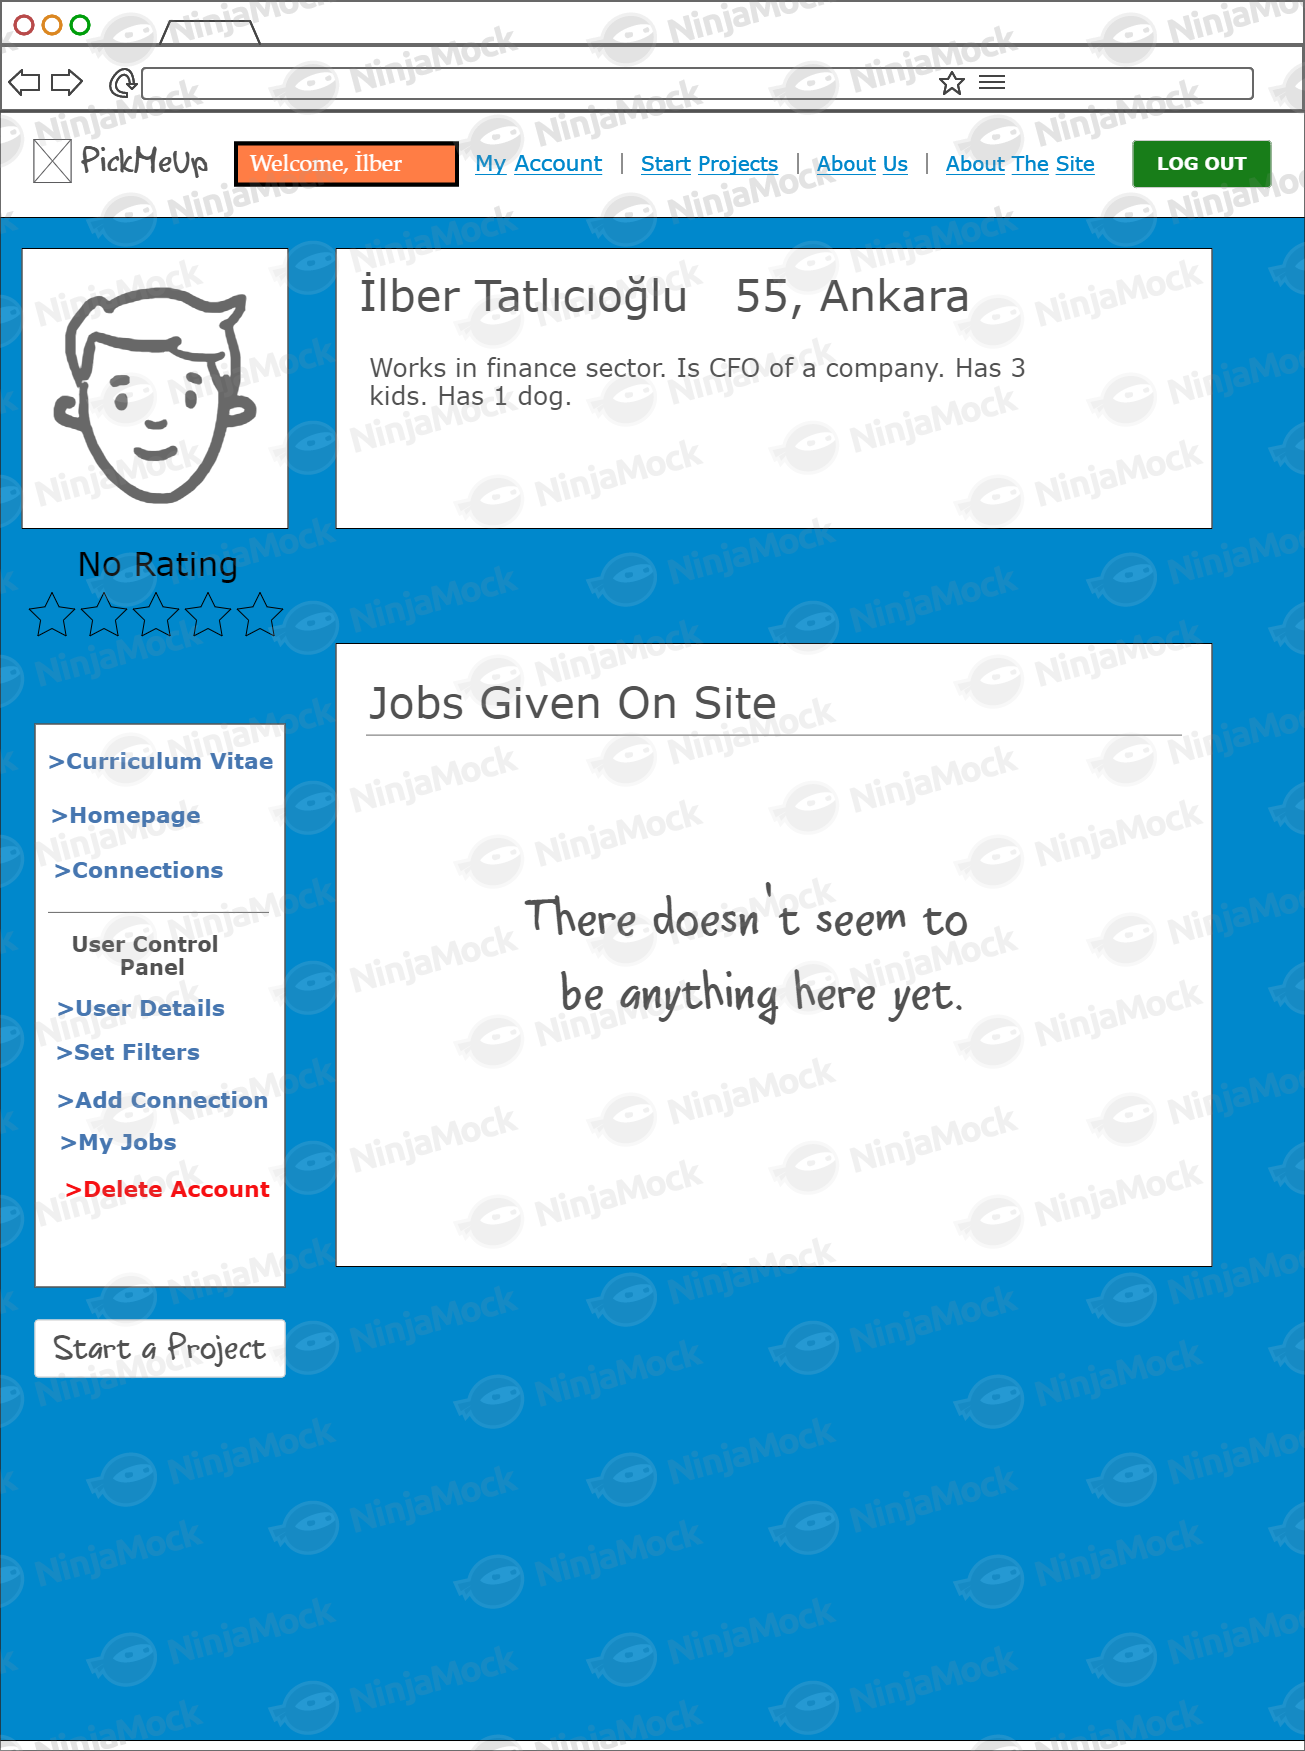 PickMeUp
Welcome, İlber
My Account | Start Projects | About Us | About The Site
LOG OUT
İlber Tatlıcıoğlu 55, Ankara
Works in finance sector. Is CFO of a company. Has 3
kids. Has 1 dog.
No Rating
Jobs Given On Site
There doesn't seem to
be anything here yet.
>Curriculum Vitae
>Homepage
>Connections
User Control
Panel
>User Details
>Set Filters
>Add Connection
>My Jobs
>Delete Account
Start a Project
NinjaMock